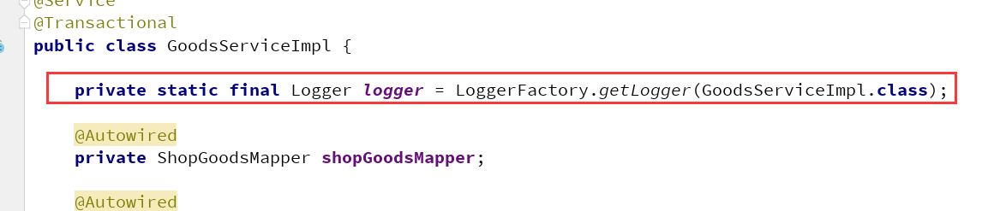 @Service
@Transactional
public class GoodsServiceImpl {
private static final Logger logger = LoggerFactory.getLogger(GoodsServiceImpl.class);
@Autowired
private ShopGoodsMapper shopGoodsMapper;
@Autowired